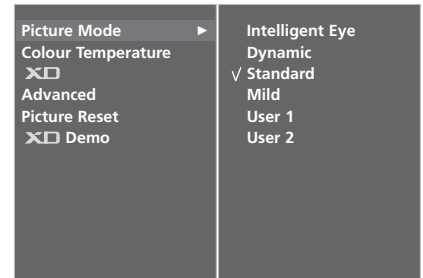 Picture Mode ►
Colour Temperature
XD
Advanced
Picture Reset
XD Demo
Intelligent Eye
Dynamic
√ Standard
Mild
User 1
User 2